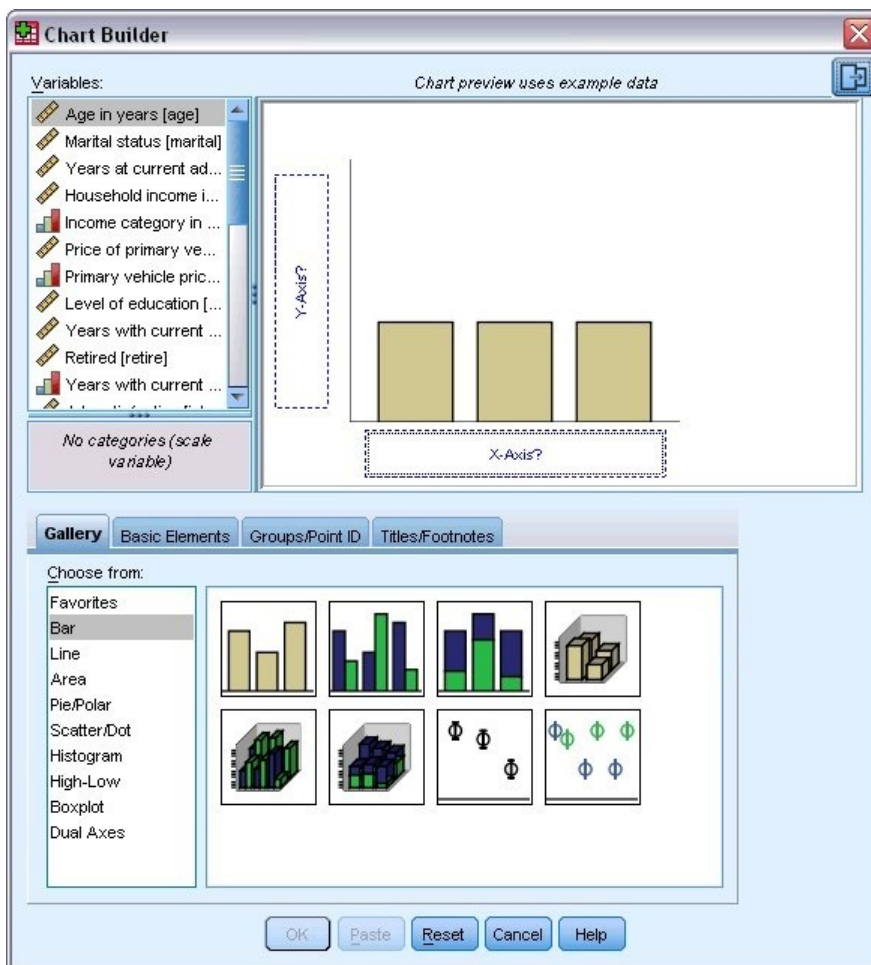 Chart Builder
Variables:
Chart preview uses example data
Age in years [age]
Marital status [marital]
Years at current ad...
Household income i...
Income category in ...
Price of primary ve...
Primary vehicle pric...
Level of education [...
Years with current ...
Retired [retire]
Years with current ...
No categories (scale
variable)
Y-Axis?
X-Axis?
Gallery
Basic Elements
Groups/Point ID
Titles/Footnotes
Choose from:
Favorites
Bar
Line
Area
Pie/Polar
Scatter/Dot
Histogram
High-Low
Boxplot
Dual Axes
OK
Paste
Reset
Cancel
Help